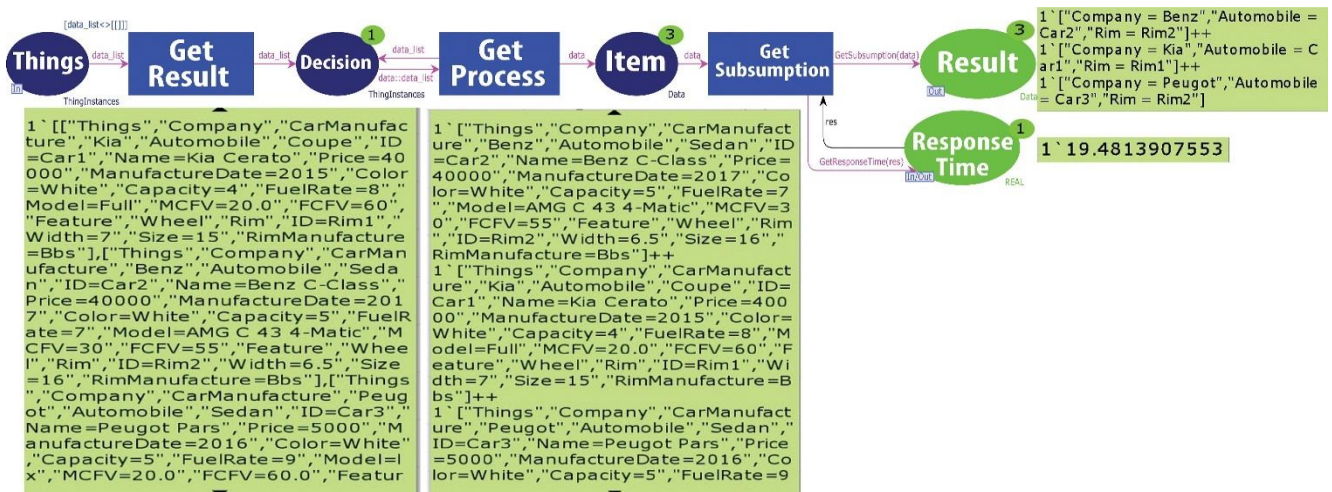 [data_list<>[[]]]
Things
data_list
In
ThingInstances
Get
Result
data_list
1
Decision
ThingInstances
data_list
data::data_list
Get
Process
data
3
Item
Data
data
Get
Subsumption
GetSubsumption(data)
3
Result
Out
Data
1`["Company = Benz","Automobile =
Car2","Rim = Rim2"]++
1`["Company = Kia","Automobile = C
ar1","Rim = Rim1"]++
1`["Company = Peugot","Automobile
= Car3","Rim = Rim2"]
res
GetResponseTime(res)
1
Response
Time
In/Out
REAL
1`19.4813907553
1`[["Things","Company","CarManufac
ture","Kia","Automobile","Coupe","ID
=Car1","Name=Kia Cerato","Price=40
000","ManufactureDate=2015","Color
=White","Capacity=4","FuelRate=8","
Model=Full","MCFV=20.0","FCFV=60",
"Feature","Wheel","Rim","ID=Rim1","
Width=7","Size=15","RimManufacture
=Bbs"],["Things","Company","CarMan
ufacture","Benz","Automobile","Seda
n","ID=Car2","Name=Benz C-Class","
Price=40000","ManufactureDate=201
7","Color=White","Capacity=5","FuelR
ate=7","Model=AMG C 43 4-Matic","M
CFV=30","FCFV=55","Feature","Whee
l","Rim","ID=Rim2","Width=6.5","Size
=16","RimManufacture=Bbs"],["Things
","Company","CarManufacture","Peug
ot","Automobile","Sedan","ID=Car3","
Name=Peugot Pars","Price=5000","M
anufactureDate=2016","Color=White"
,"Capacity=5","FuelRate=9","Model=l
x","MCFV=20.0","FCFV=60.0","Featur
1`["Things","Company","CarManufact
ure","Benz","Automobile","Sedan","ID
=Car2","Name=Benz C-Class","Price=
40000","ManufactureDate=2017","Co
lor=White","Capacity=5","FuelRate=7
","Model=AMG C 43 4-Matic","MCFV=3
0","FCFV=55","Feature","Wheel","Rim
","ID=Rim2","Width=6.5","Size=16","
RimManufacture=Bbs"]++
1`["Things","Company","CarManufact
ure","Kia","Automobile","Coupe","ID=
Car1","Name=Kia Cerato","Price=400
00","ManufactureDate=2015","Color=
White","Capacity=4","FuelRate=8","M
odel=Full","MCFV=20.0","FCFV=60","F
eature","Wheel","Rim","ID=Rim1","Wi
dth=7","Size=15","RimManufacture=B
bs"]++
1`["Things","Company","CarManufact
ure","Peugot","Automobile","Sedan","
ID=Car3","Name=Peugot Pars","Price
=5000","ManufactureDate=2016","Co
lor=White","Capacity=5","FuelRate=9